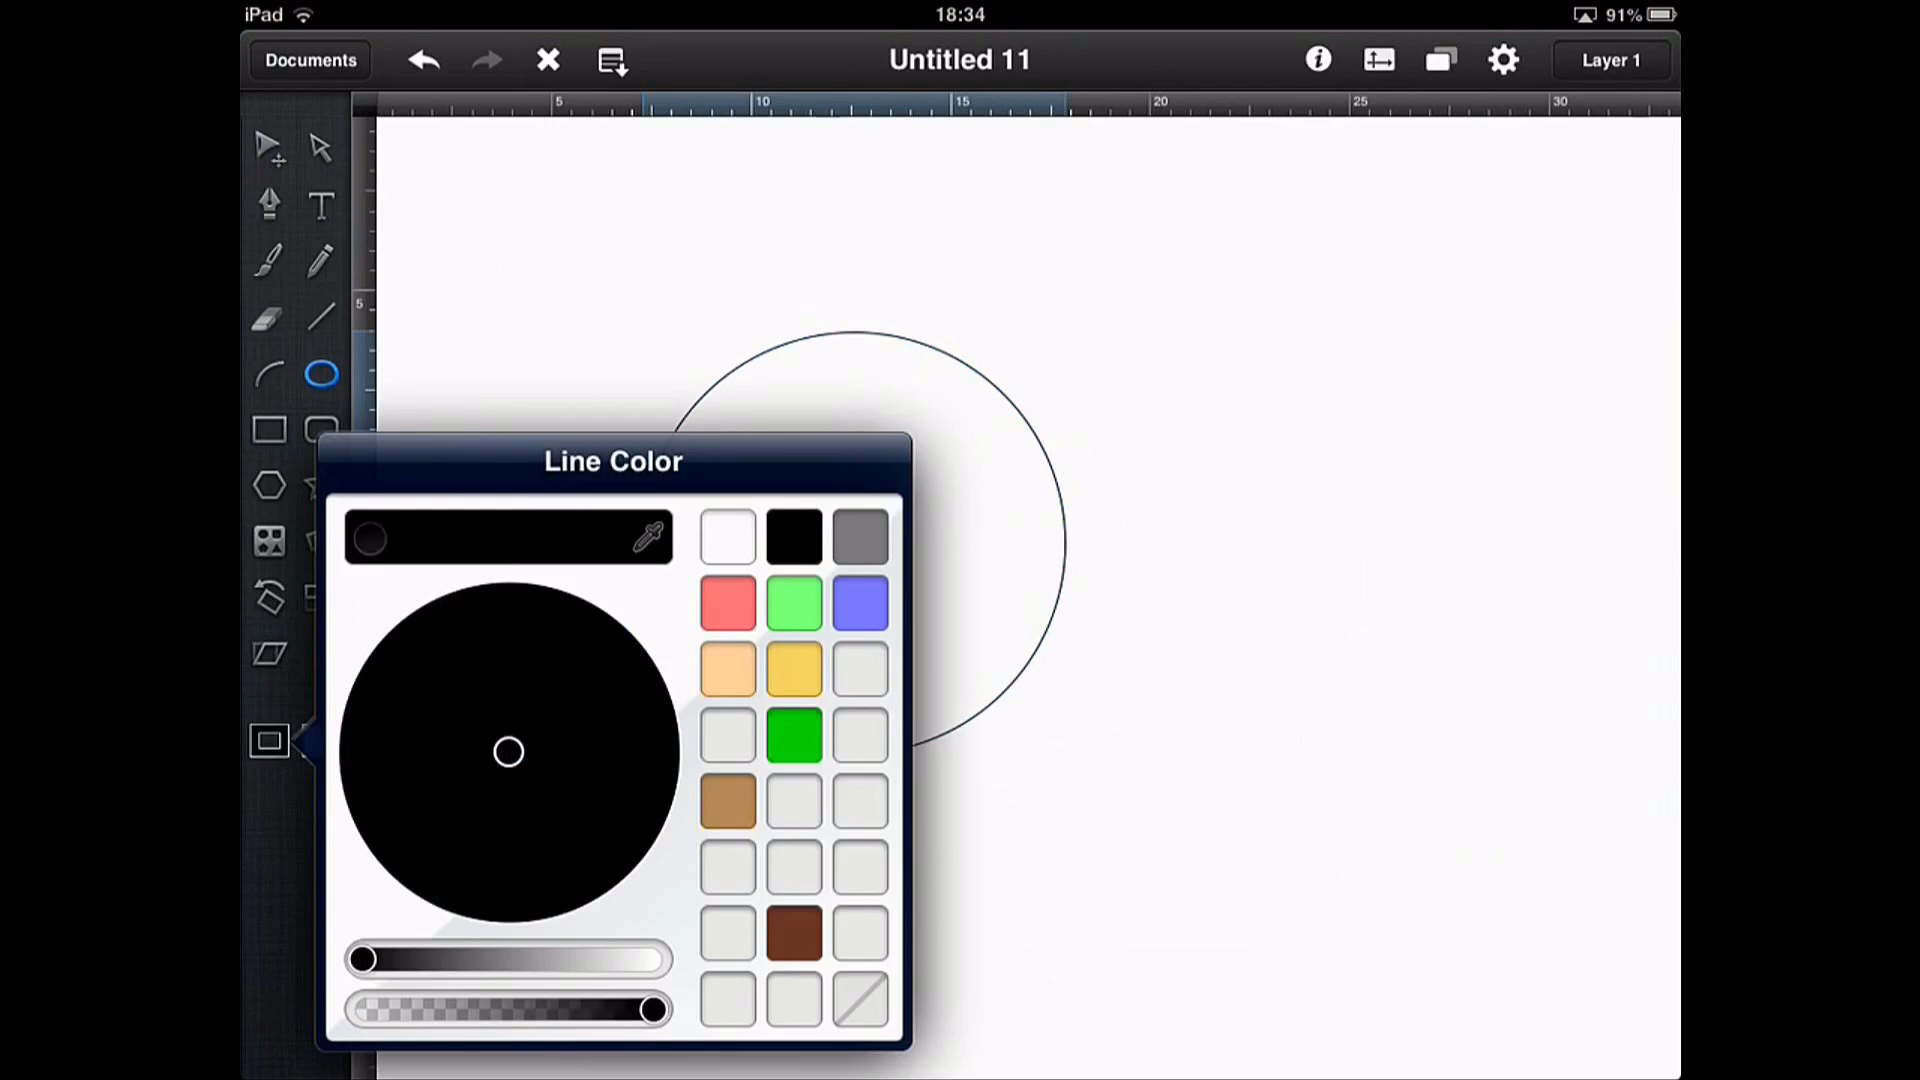 iPad 18:34 91%
Documents Untitled 11 Layer 1
5 10 15 20 25 30
5
Line Color